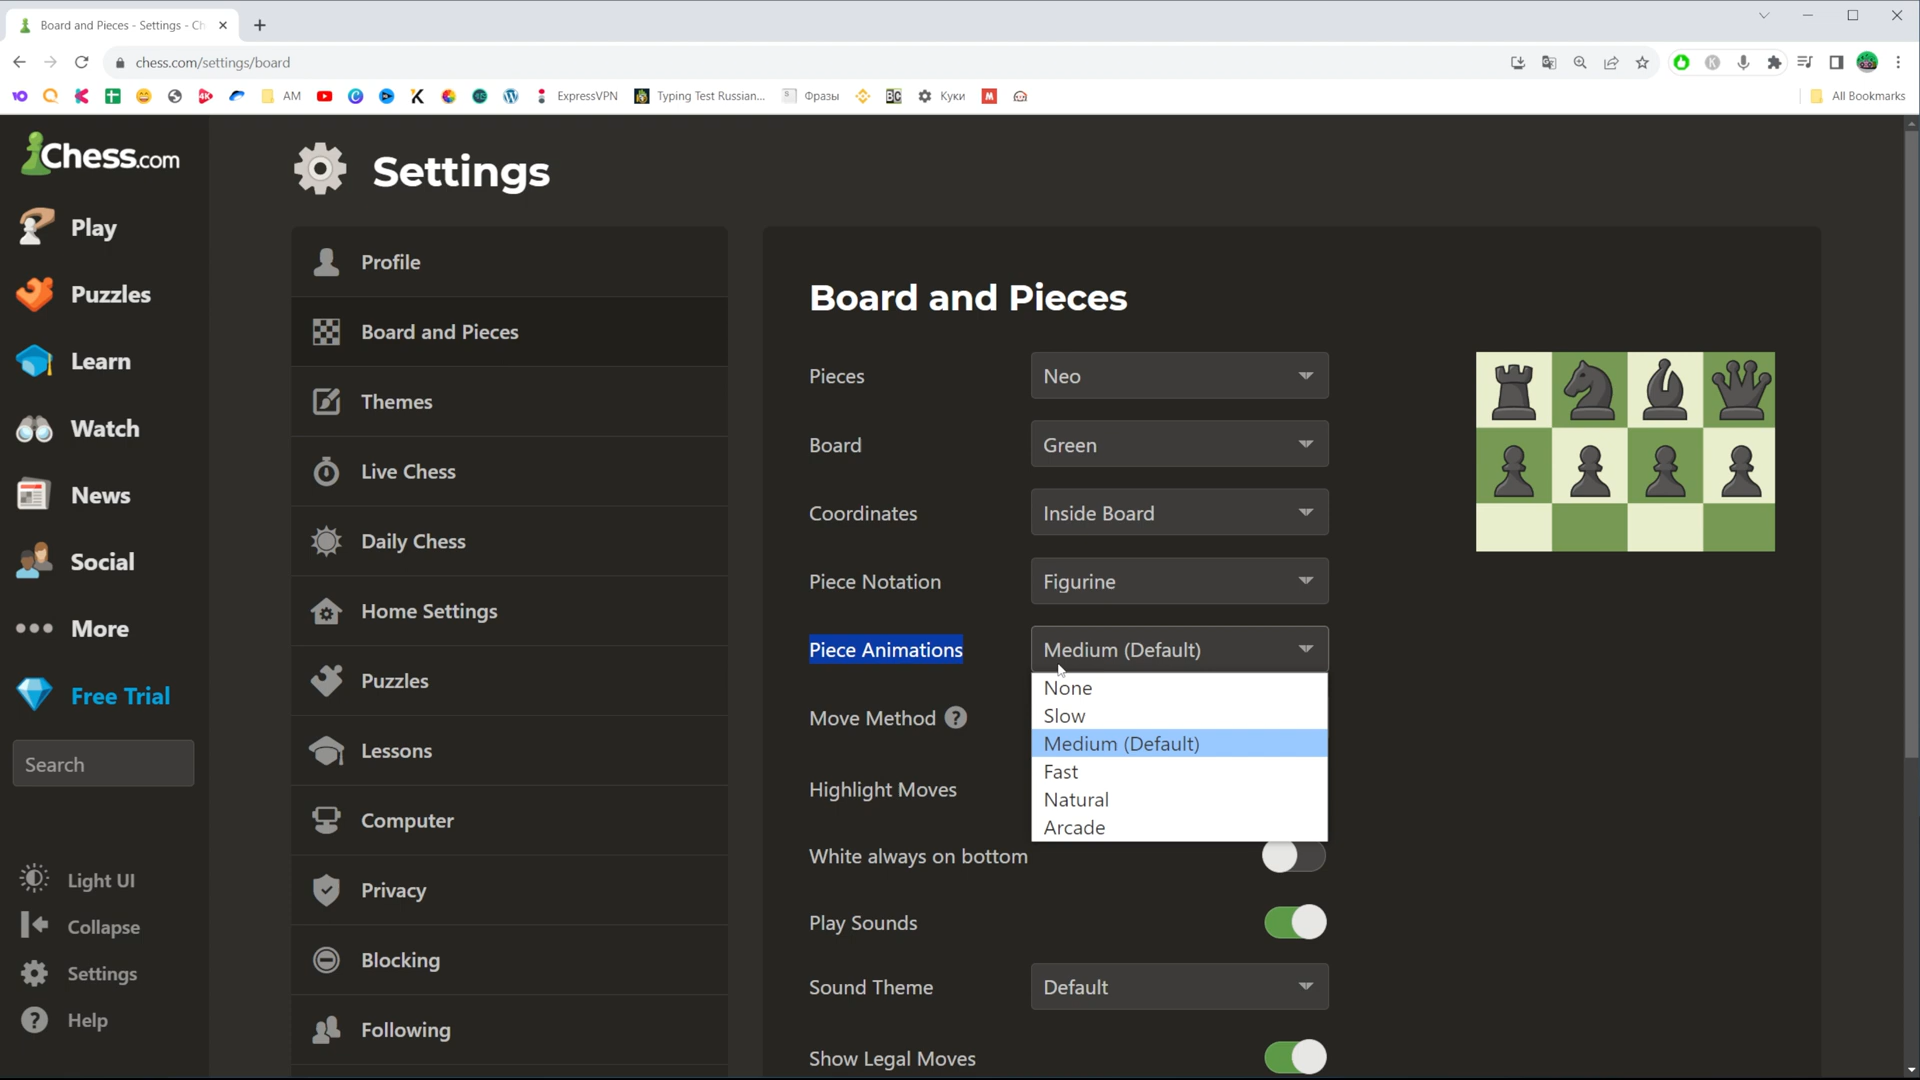 Board and Pieces - Settings - Ch
chess.com/settings/board
AM
ExpressVPN
Typing Test Russian...
Фразы
BC
Куки
All Bookmarks
Chess.com
Play
Puzzles
Learn
Watch
News
Social
More
Free Trial
Search
Light UI
Collapse
Settings
Help
Settings
Profile
Board and Pieces
Themes
Live Chess
Daily Chess
Home Settings
Puzzles
Lessons
Computer
Privacy
Blocking
Following
Board and Pieces
Pieces
Neo
Board
Green
Coordinates
Inside Board
Piece Notation
Figurine
Piece Animations
Medium (Default)
None
Slow
Medium (Default)
Fast
Natural
Arcade
Move Method ?
Highlight Moves
White always on bottom
Play Sounds
Sound Theme
Default
Show Legal Moves